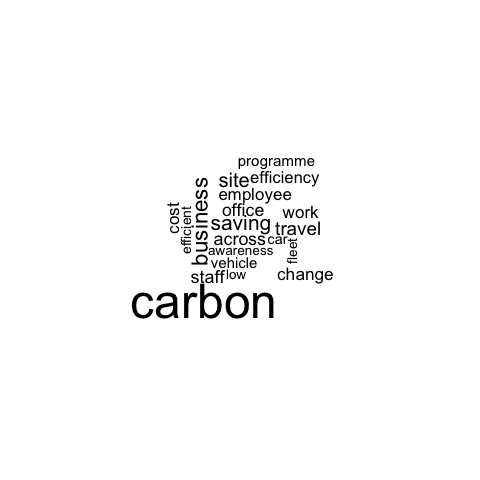 programme
site efficiency
employee
cost
efficient
business
office
work
saving
travel
across car
fleet
awareness
vehicle
staff low
change
carbon